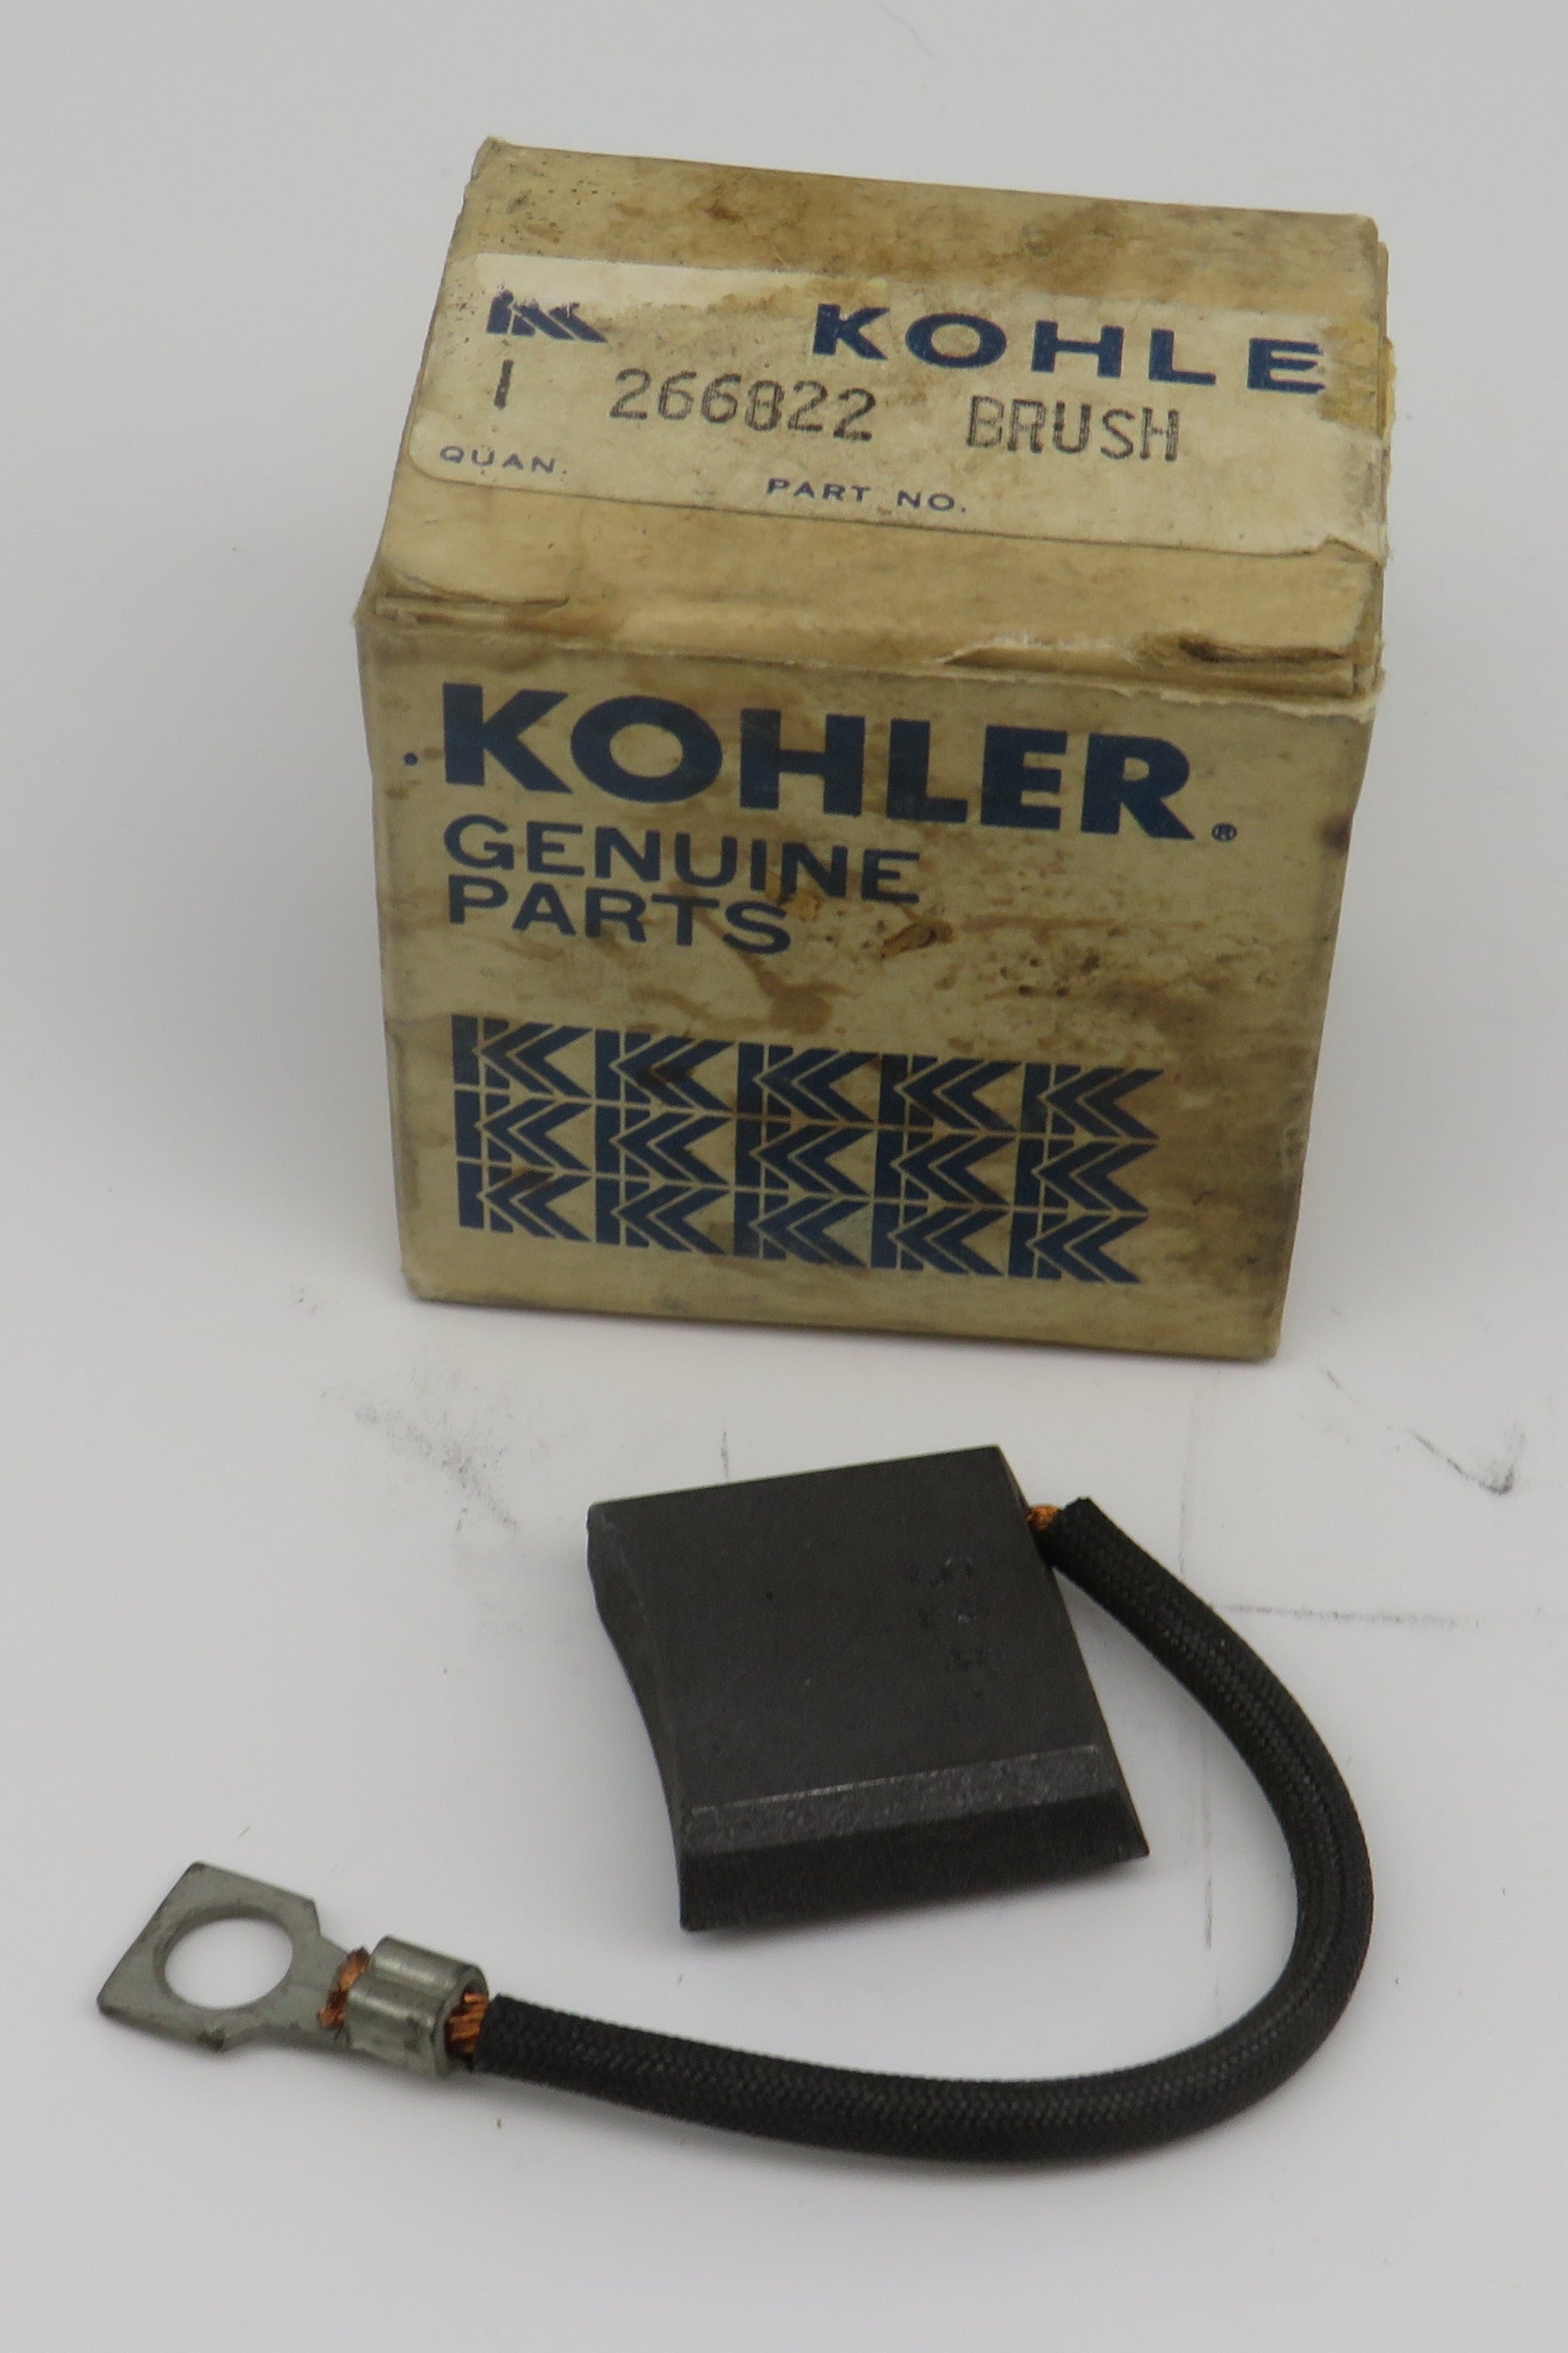 KOHLE
1 266822 BRUSH
QUAN. PART NO.
KOHLER®
GENUINE
PARTS